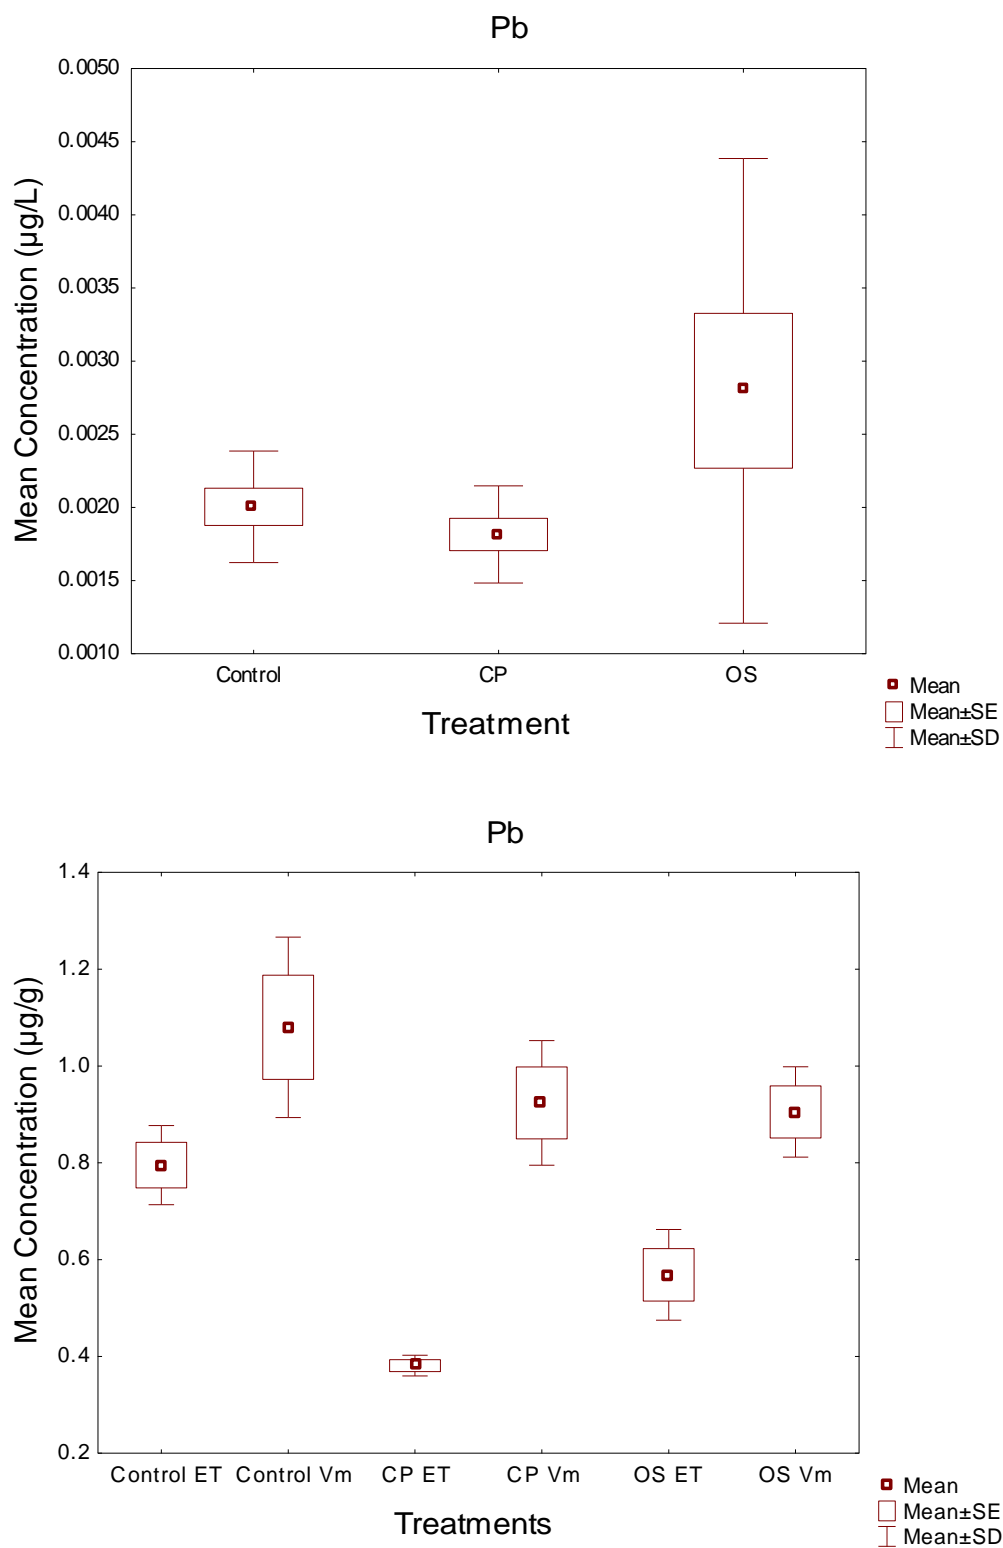 Pb
Mean Concentration (µg/L)
0.0050
0.0045
0.0040
0.0035
0.0030
0.0025
0.0020
0.0015
0.0010
Control CP OS
Treatment
Mean
Mean±SE
Mean±SD
Pb
Mean Concentration (µg/g)
1.4
1.2
1.0
0.8
0.6
0.4
0.2
Control ET Control Vm CP ET CP Vm OS ET OS Vm
Treatments
Mean
Mean±SE
Mean±SD